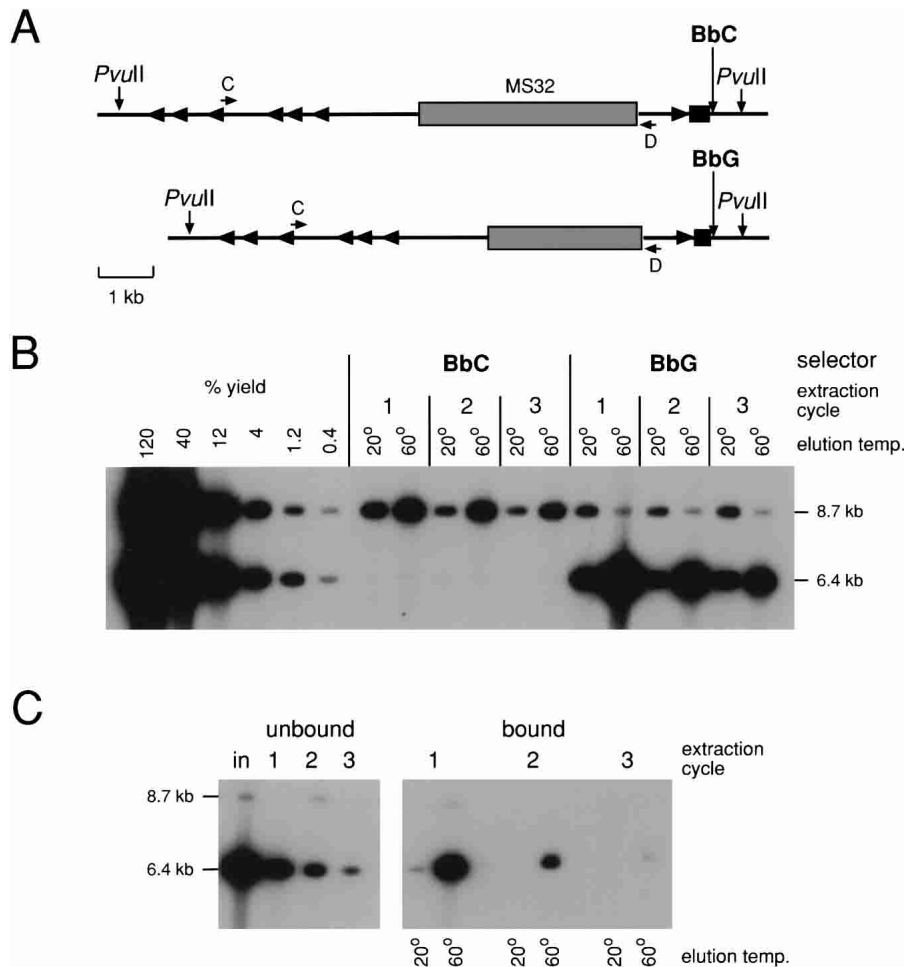 A
BbC
PvuII
C
MS32
PvuII
D
BbG
PvuII
C
PvuII
D
1 kb
B
BbC BbG selector
% yield
1 2 3 1 2 3 extraction cycle
120 40 12 4 1.2 0.4 20° 60° 20° 60° 20° 60° 20° 60° 20° 60° 20° 60° elution temp.
8.7 kb
6.4 kb
C
unbound bound
in 1 2 3 1 2 3 extraction cycle
8.7 kb
6.4 kb
20° 60° 20° 60° 20° 60° elution temp.